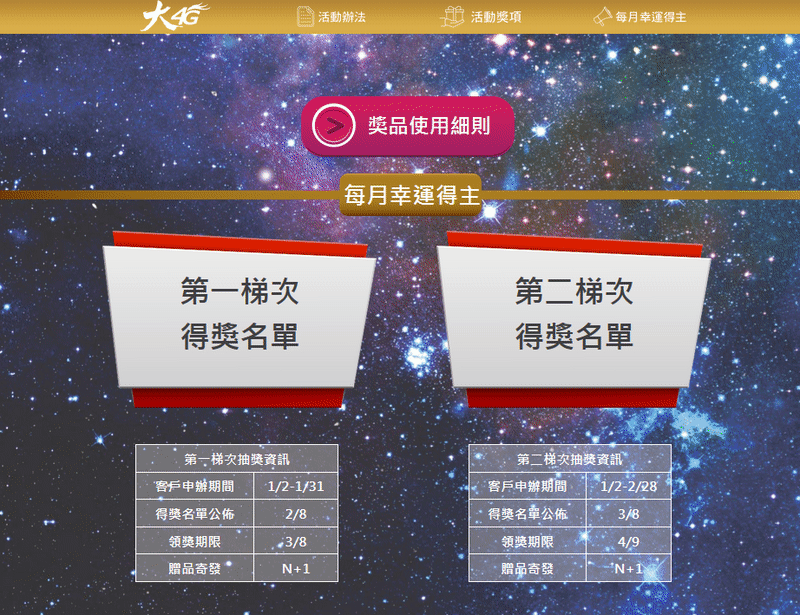 大4G
活動辦法
活動獎項
每月幸運得主
獎品使用細則
每月幸運得主
第一梯次
得獎名單
第二梯次
得獎名單
第一梯次抽獎資訊
客戶申辦期間 1/2-1/31
得獎名單公佈 2/8
領獎期限 3/8
贈品寄發 N+1
第二梯次抽獎資訊
客戶申辦期間 1/2-2/28
得獎名單公佈 3/8
領獎期限 4/9
贈品寄發 N+1